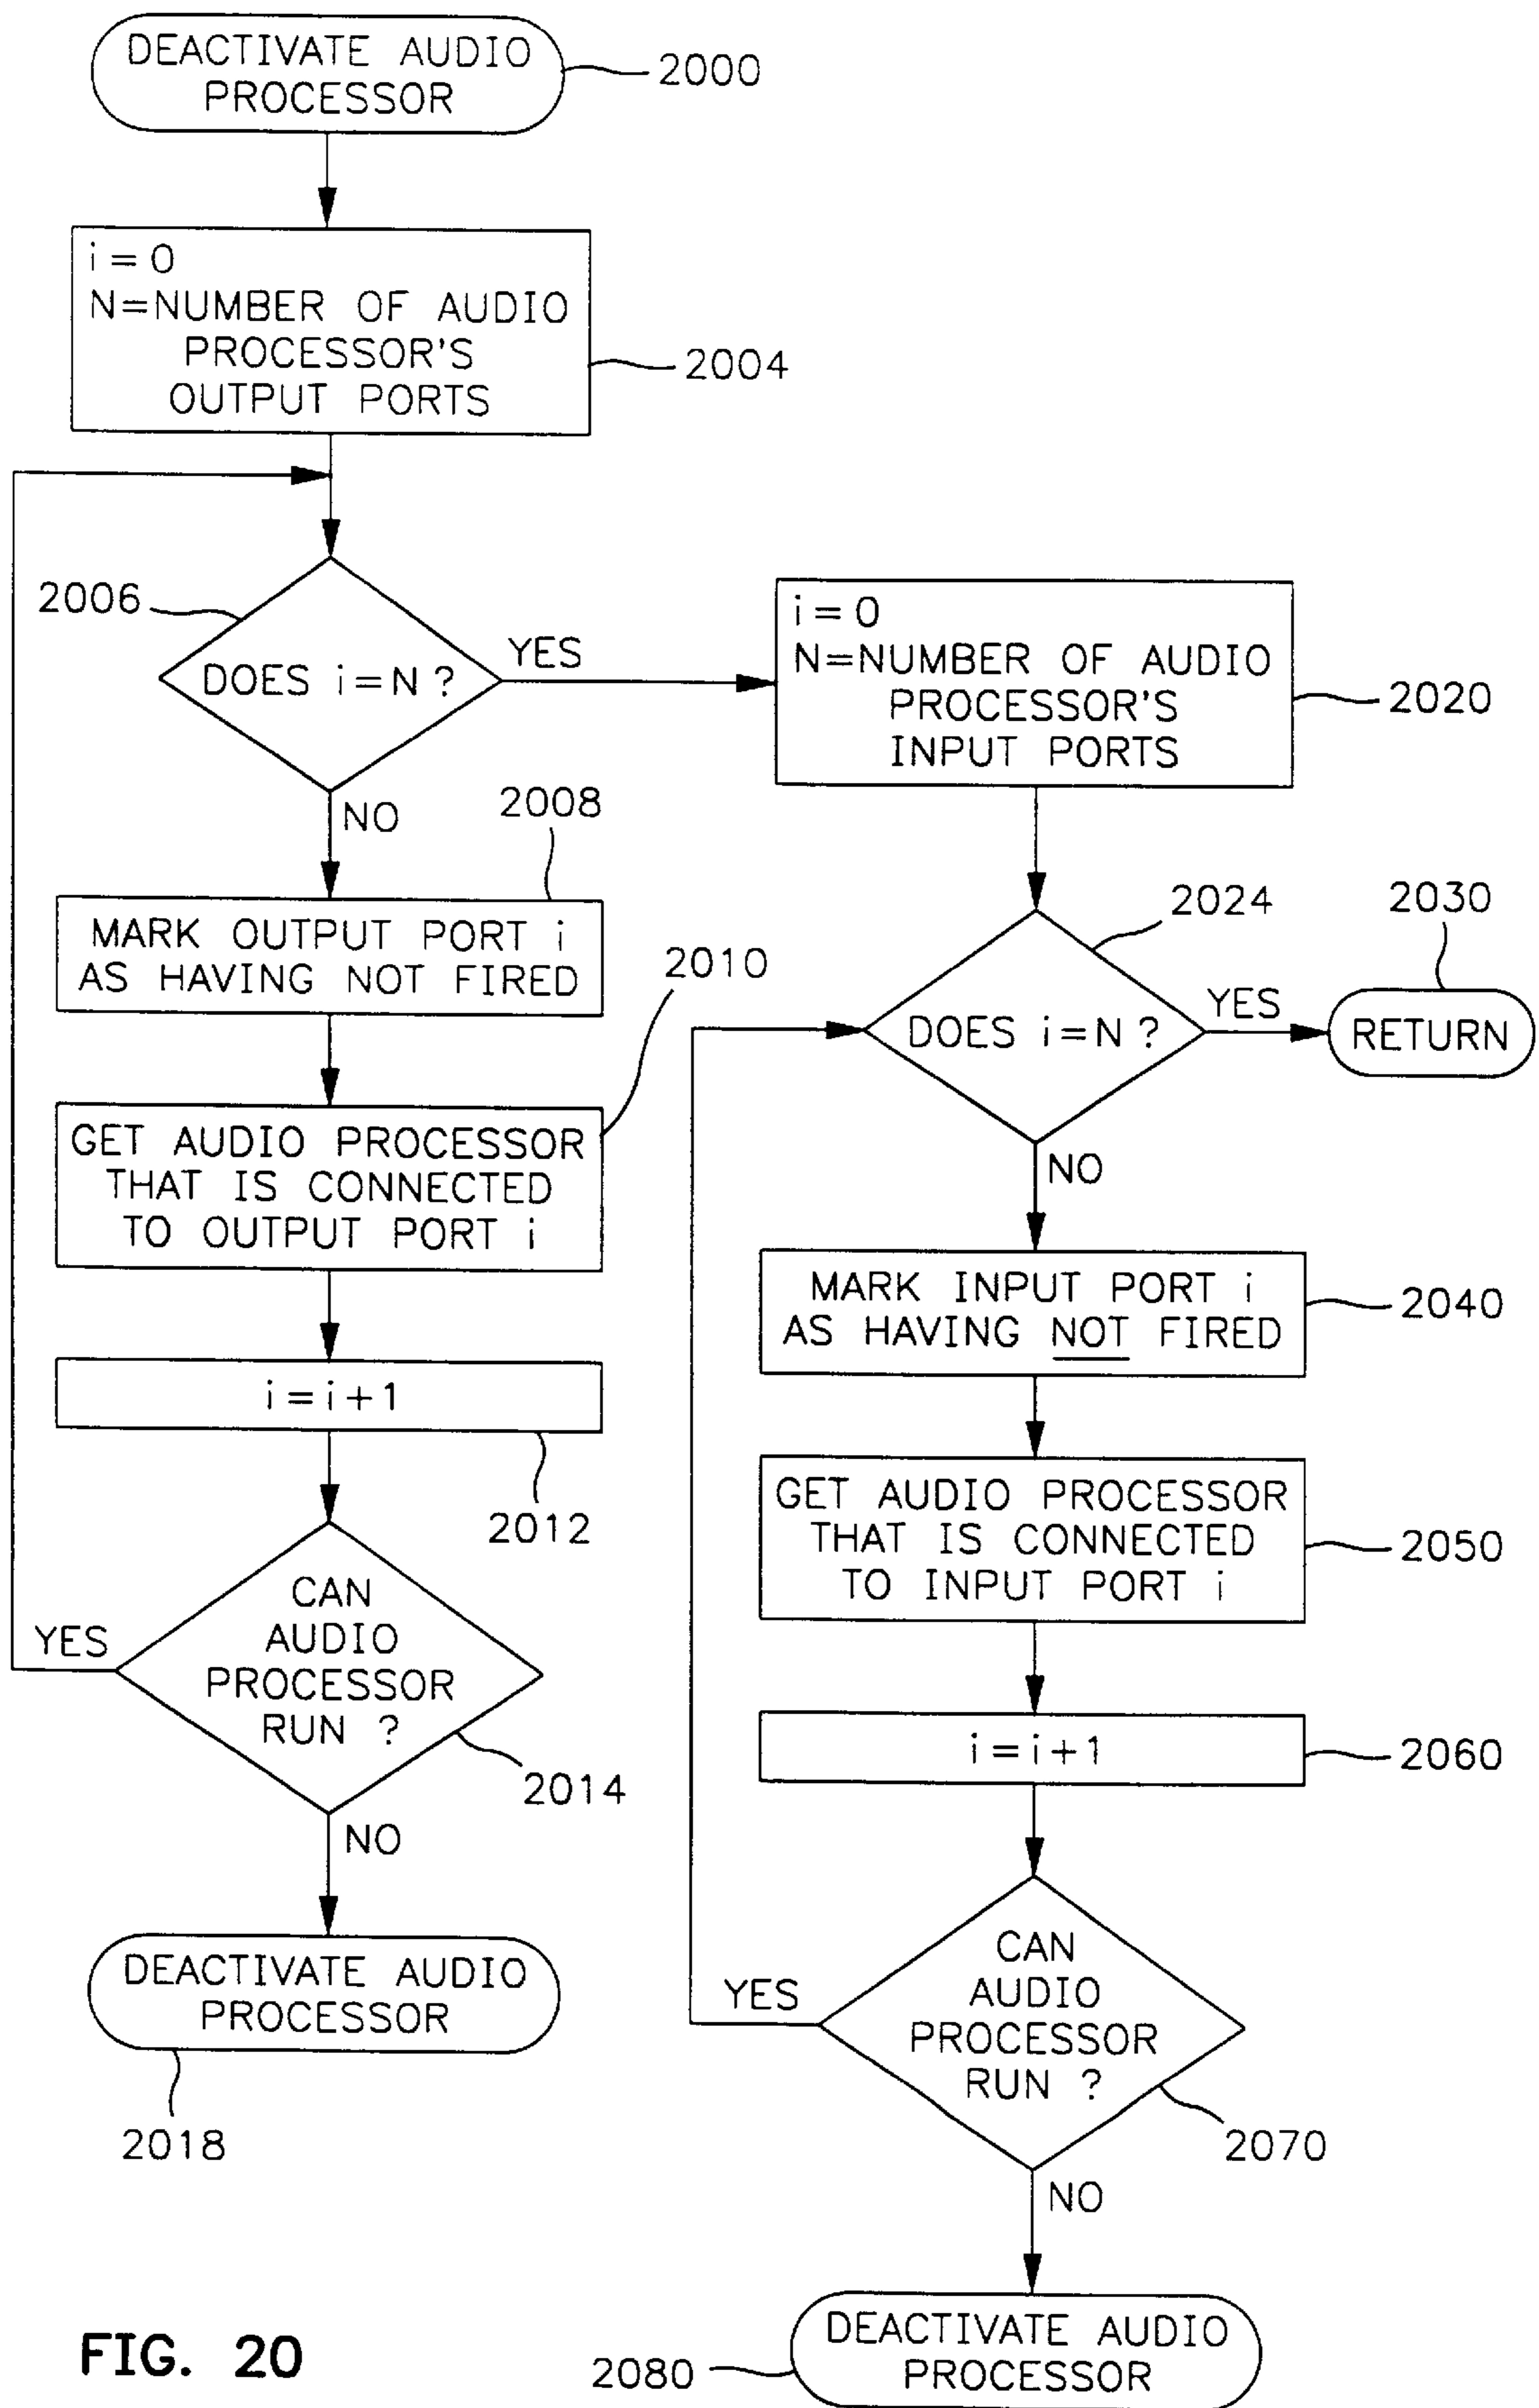 DEACTIVATE AUDIO
PROCESSOR
2000
i = 0
N=NUMBER OF AUDIO
PROCESSOR'S
OUTPUT PORTS
2004
2006
DOES i=N ?
YES
NO
2008
MARK OUTPUT PORT i
AS HAVING NOT FIRED
2010
GET AUDIO PROCESSOR
THAT IS CONNECTED
TO OUTPUT PORT i
i = i + 1
2012
CAN
AUDIO
PROCESSOR
RUN ?
YES
2014
NO
DEACTIVATE AUDIO
PROCESSOR
2018
i = 0
N=NUMBER OF AUDIO
PROCESSOR'S
INPUT PORTS
2020
2024
DOES i=N ?
YES
2030
RETURN
NO
MARK INPUT PORT i
AS HAVING NOT FIRED
2040
GET AUDIO PROCESSOR
THAT IS CONNECTED
TO INPUT PORT i
2050
i = i + 1
2060
CAN
AUDIO
PROCESSOR
RUN ?
YES
2070
NO
DEACTIVATE AUDIO
PROCESSOR
2080
FIG. 20